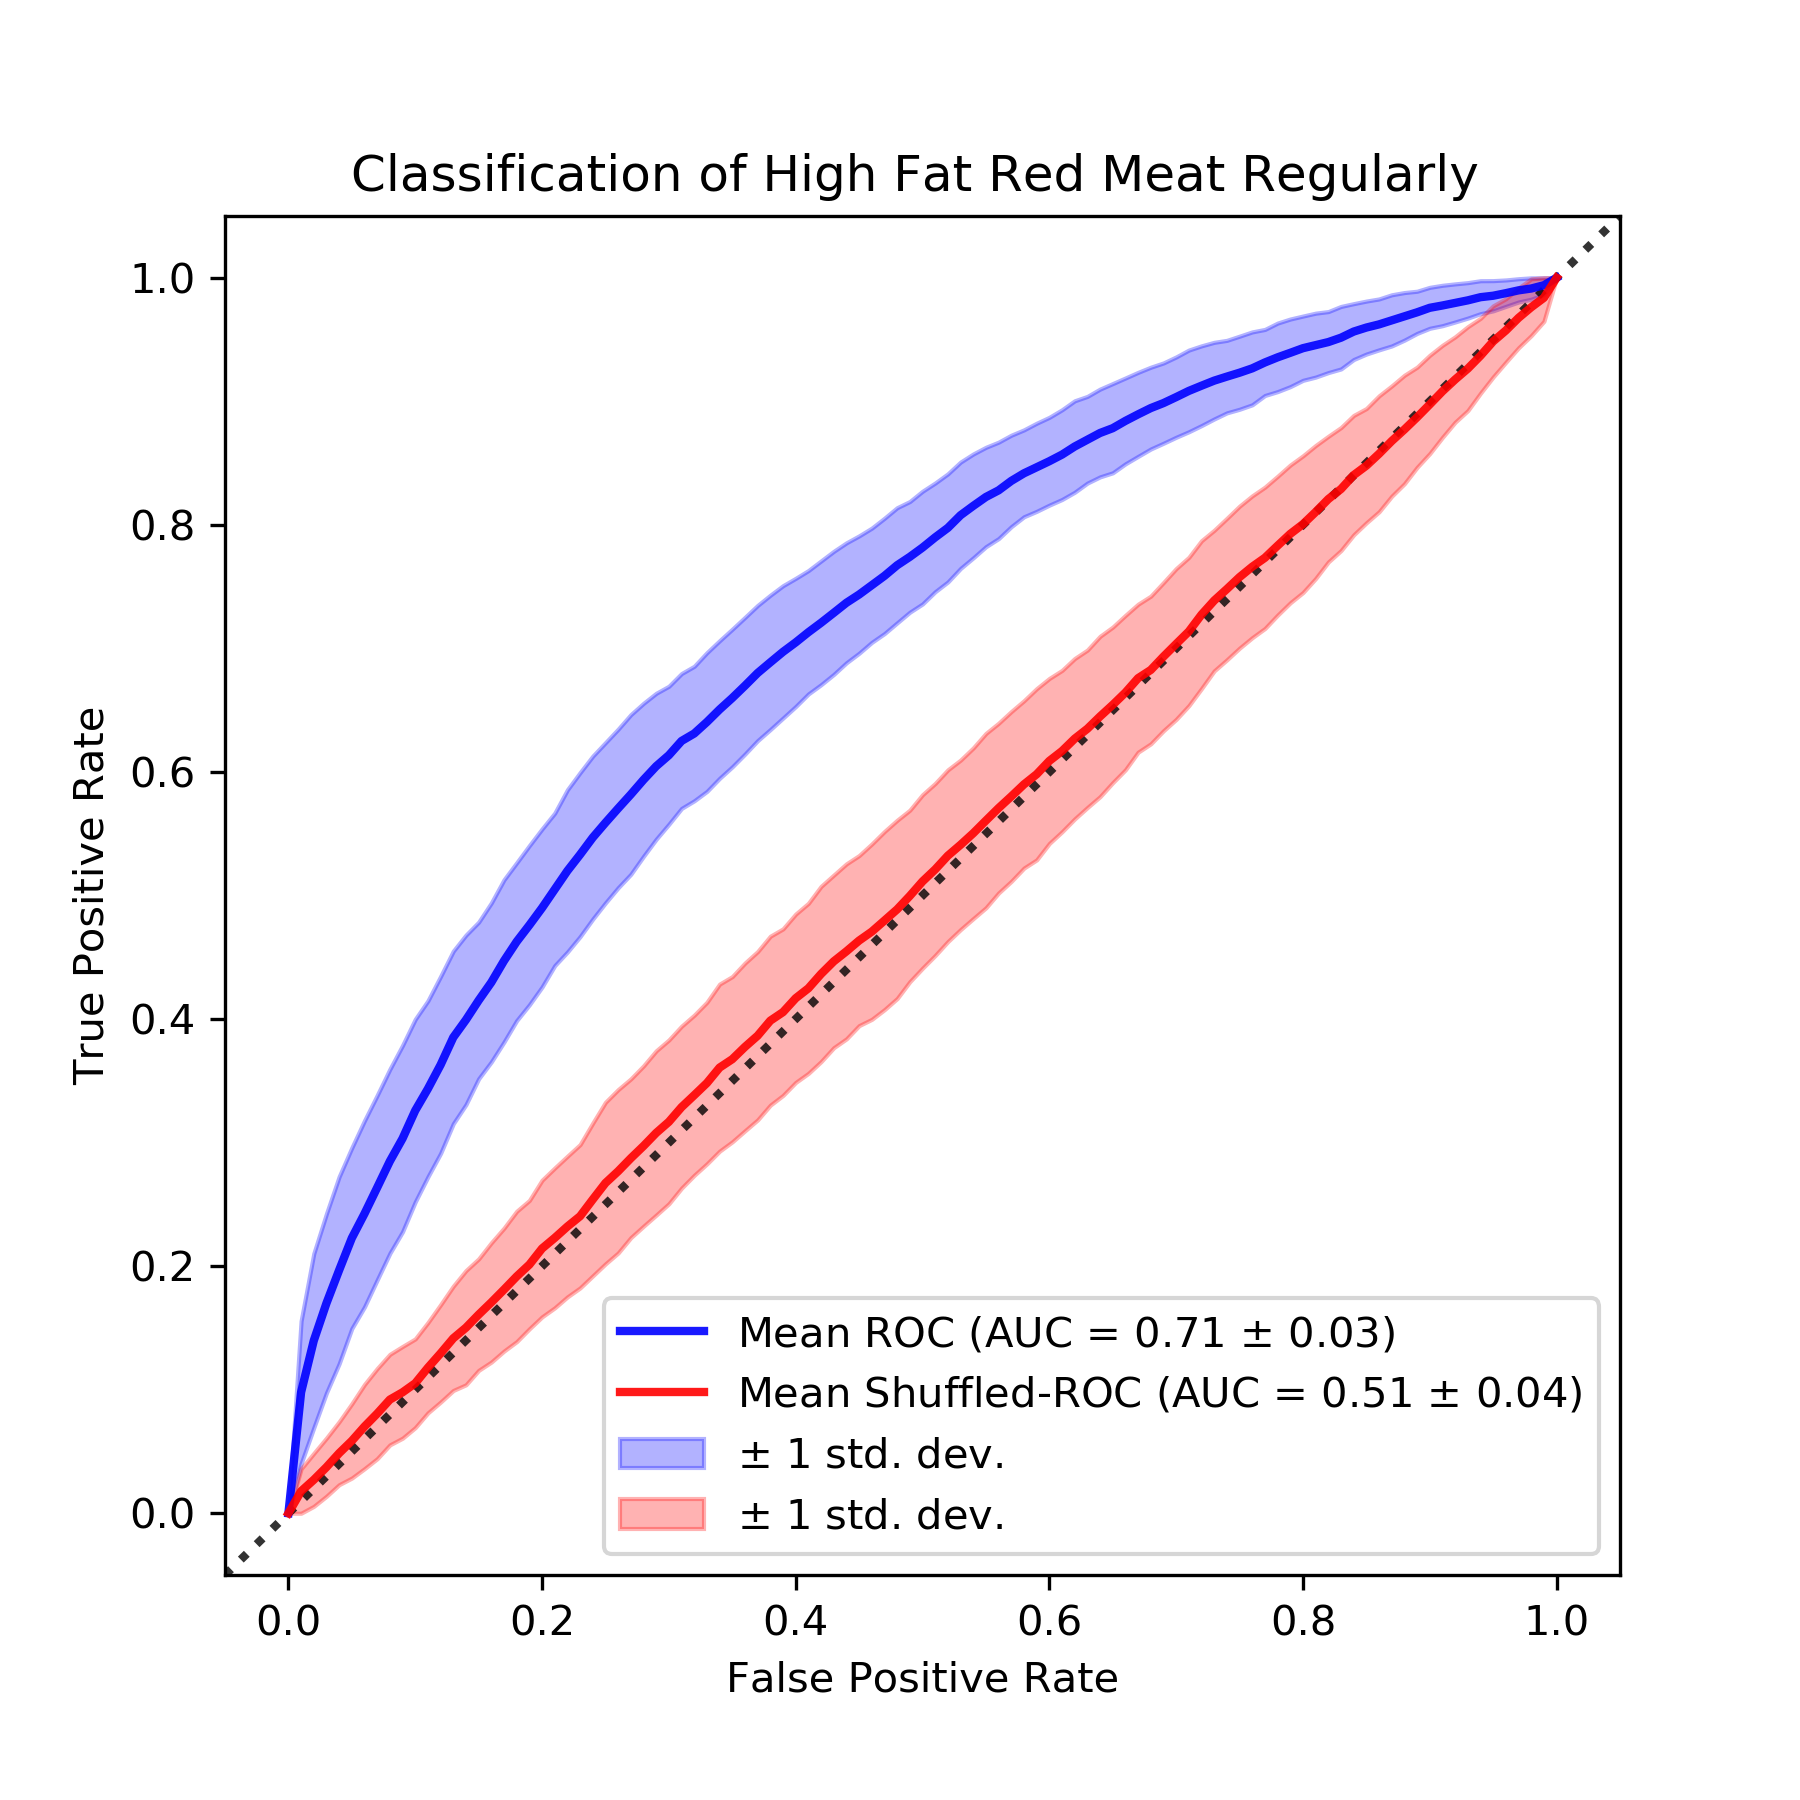 Classification of High Fat Red Meat Regularly
1.0
0.8
0.6
0.4
0.2
0.0
True Positive Rate
Mean ROC (AUC = 0.71 ± 0.03)
Mean Shuffled-ROC (AUC = 0.51 ± 0.04)
± 1 std. dev.
± 1 std. dev.
0.0 0.2 0.4 0.6 0.8 1.0
False Positive Rate